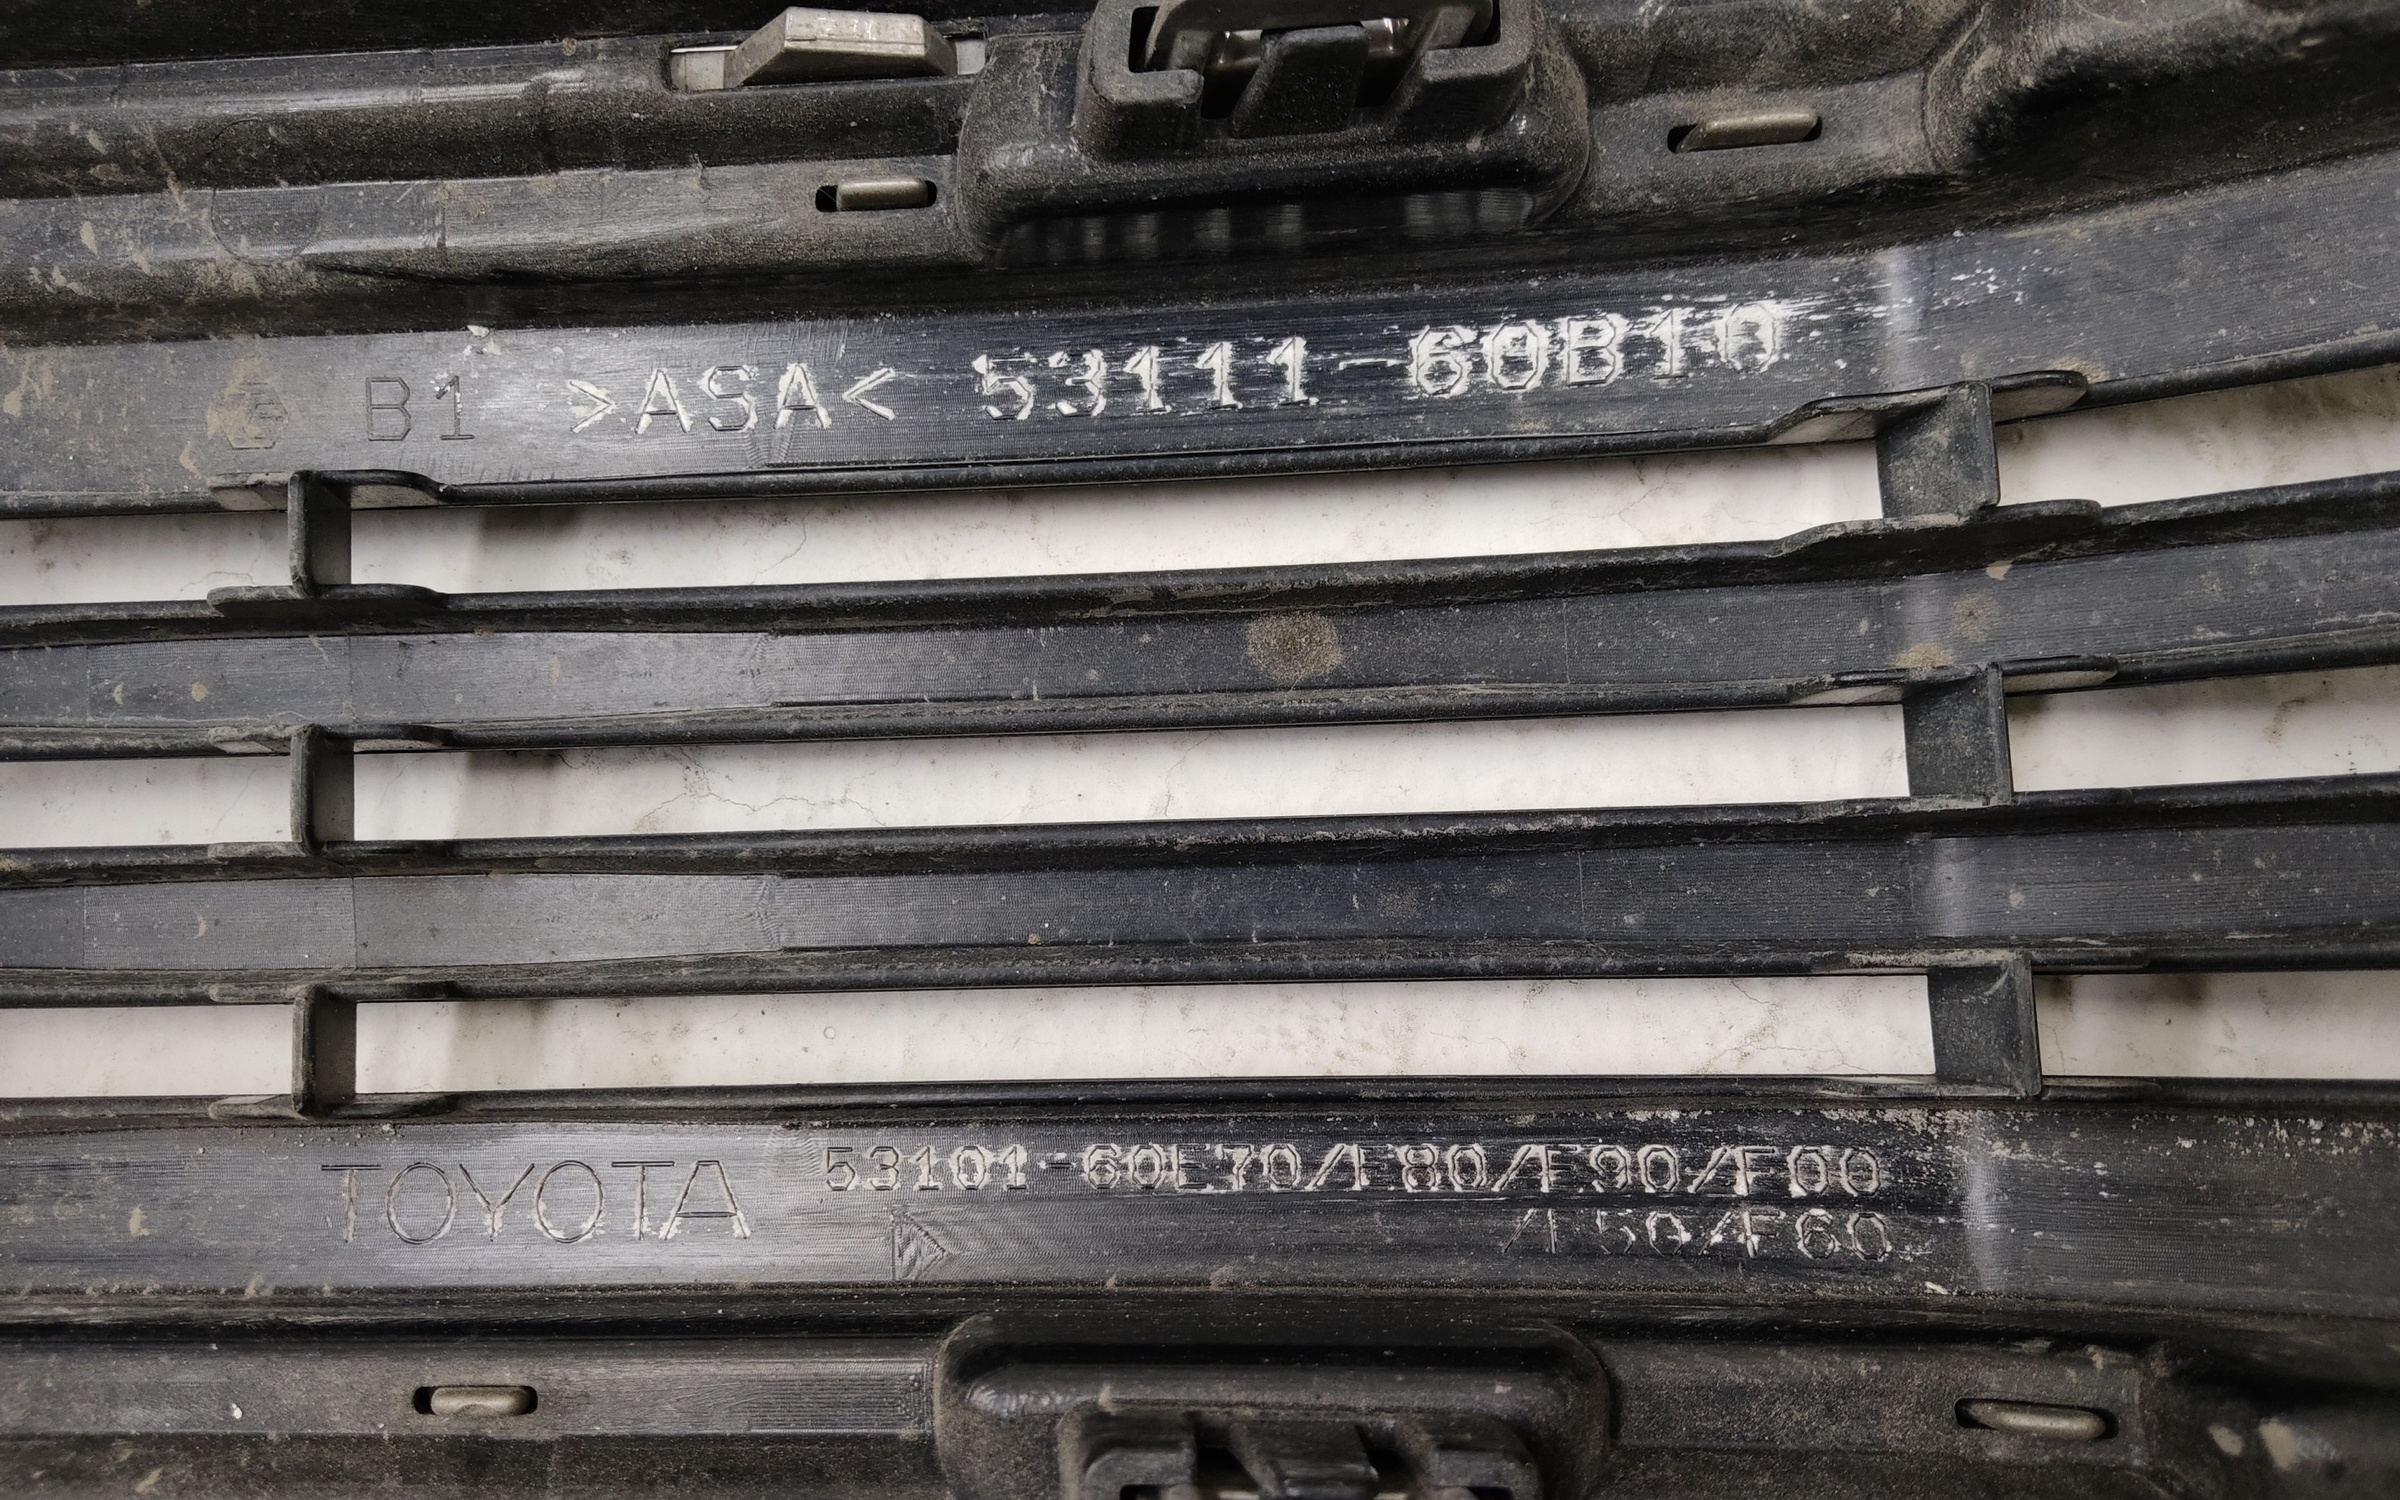 B1 >ASA< 53111-60B10
TOYOTA 53101-60E70/E80/E90/F00
/F50/F60